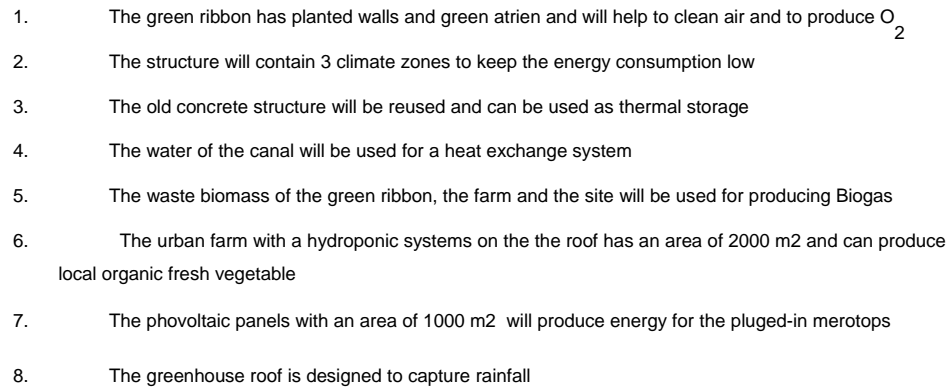 1. The green ribbon has planted walls and green atrien and will help to clean air and to produce O2
2. The structure will contain 3 climate zones to keep the energy consumption low
3. The old concrete structure will be reused and can be used as thermal storage
4. The water of the canal will be used for a heat exchange system
5. The waste biomass of the green ribbon, the farm and the site will be used for producing Biogas
6. The urban farm with a hydroponic systems on the the roof has an area of 2000 m2 and can produce
local organic fresh vegetable
7. The phovoltaic panels with an area of 1000 m2 will produce energy for the pluged-in merotops
8. The greenhouse roof is designed to capture rainfall